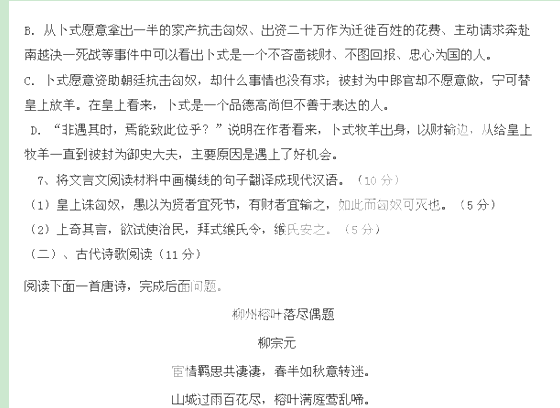 B. 卜式愿意拿出一半的家产抗击匈奴、出资二十万作为迁徙百姓的花费、主动请求奔赴
南越决一死战等事件中可以看出卜式是一个不吝啬钱财、不图回报、忠心为国的人。
C. 卜式愿意资助朝廷抗击匈奴，却什么事情也没有求；被封为中郎官却不愿意做，宁可替
皇上放羊。在皇上看来，卜式是一个品德高尚但不善于表达的人。
D. “非遇其时，焉能致此位乎？”说明在作者看来，卜式牧羊出身，以财输边，从给皇上
牧羊一直到被封为御史大夫，主要原因是遇上了好机会。
7、将文言文阅读材料中画横线的句子翻译成现代汉语。（10 分）
（1）皇上诛匈奴，愚以为贤者宜死节，有财者宜输之，如此而匈奴可灭也。（5 分）
（2）上奇其言，欲试使治民，拜式缑氏令，缑氏安之。（5 分）
（二）、古代诗歌阅读（11 分）
阅读下面一首唐诗，完成后面问题。
柳州榕叶落尽偶题
柳宗元
宦情羁思共凄凄，春半如秋意转迷。
山城过雨百花尽，榕叶满庭莺乱啼。